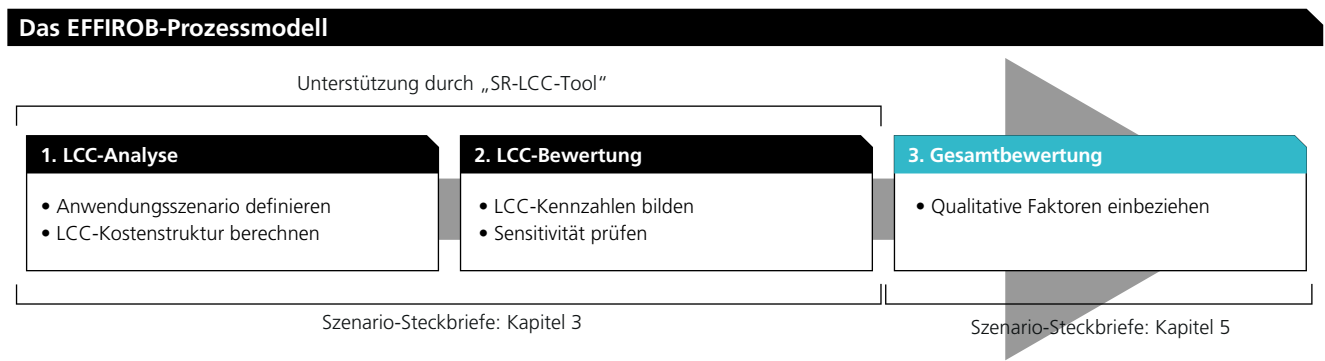 Das EFFIROB-Prozessmodell
Unterstützung durch „SR-LCC-Tool“
1. LCC-Analyse
• Anwendungsszenario definieren
• LCC-Kostenstruktur berechnen
2. LCC-Bewertung
• LCC-Kennzahlen bilden
• Sensitivität prüfen
3. Gesamtbewertung
• Qualitative Faktoren einbeziehen
Szenario-Steckbriefe: Kapitel 3
Szenario-Steckbriefe: Kapitel 5